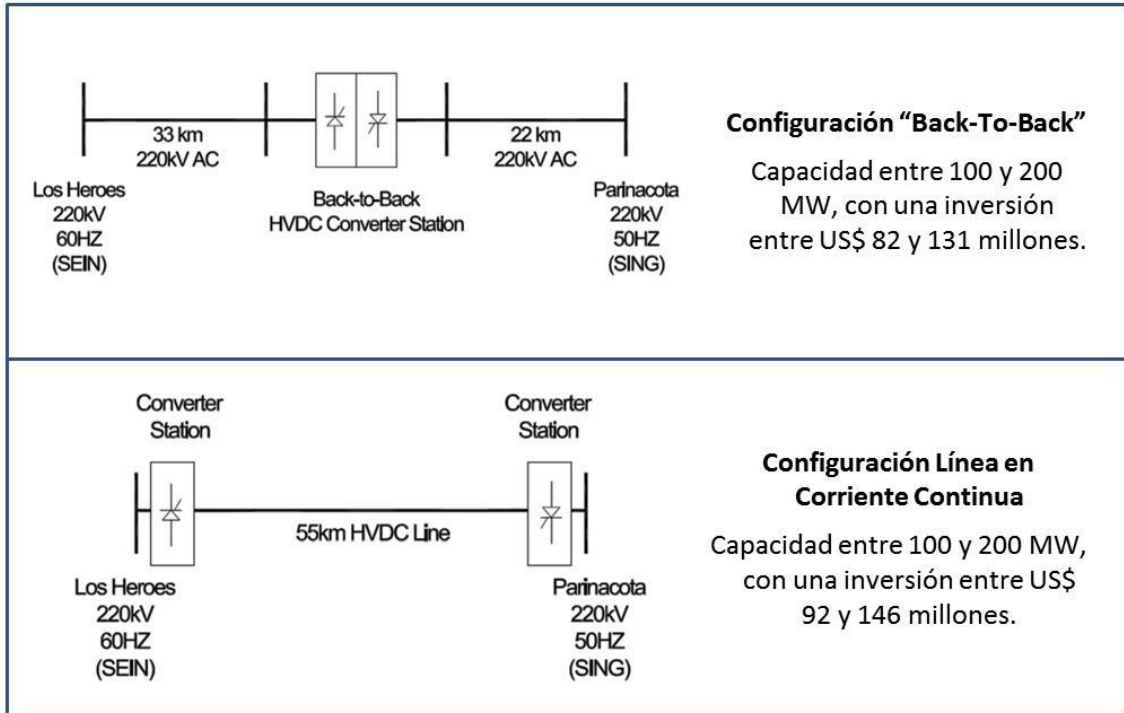 33 km
220kV AC
22 km
220kV AC
Los Heroes
220kV
60HZ
(SEIN)
Back-to-Back
HVDC Converter Station
Parinacota
220kV
50HZ
(SING)
Configuración “Back-To-Back”
Capacidad entre 100 y 200
MW, con una inversión
entre US$ 82 y 131 millones.
Converter
Station
Converter
Station
55km HVDC Line
Los Heroes
220kV
60HZ
(SEIN)
Parinacota
220kV
50HZ
(SING)
Configuración Línea en
Corriente Continua
Capacidad entre 100 y 200 MW,
con una inversión entre US$
92 y 146 millones.